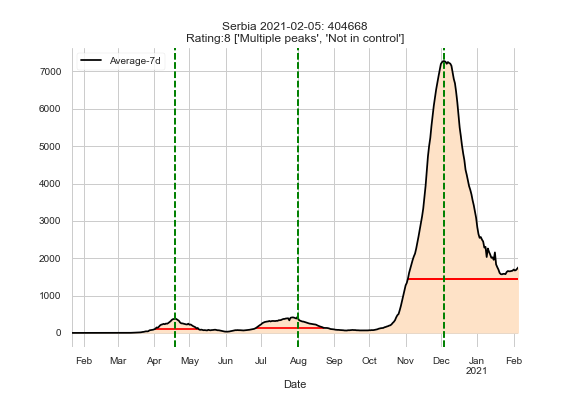 Serbia 2021-02-05: 404668
Rating:8 ['Multiple peaks', 'Not in control']
Average-7d
7000
6000
5000
4000
3000
2000
1000
0
Feb Mar Apr May Jun Jul Aug Sep Oct Nov Dec Jan Feb
2021
Date